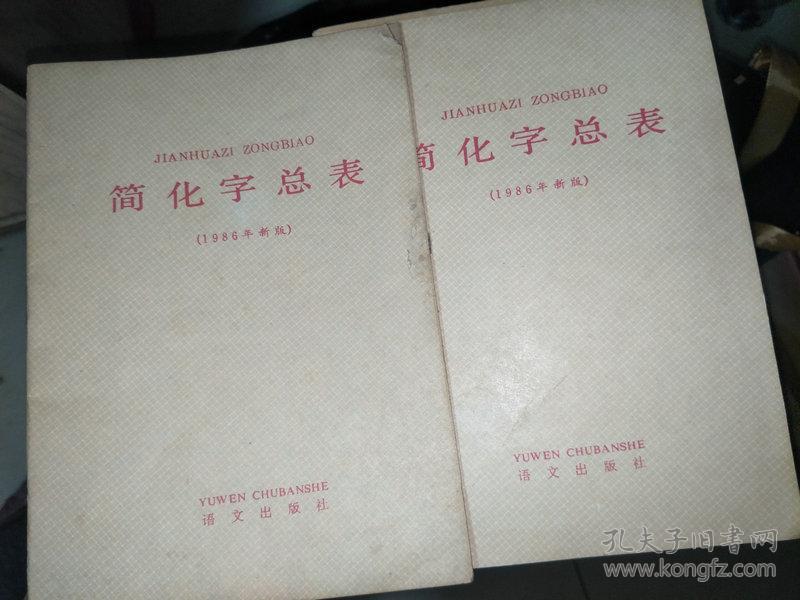 JIANHUAZI ZONGBIAO
简化字总表
(1986年新版)
YUWEN CHUBANSHE
语文出版社
JIANHUAZI ZONGBIAO
简化字总表
(1986年新版)
YUWEN CHUBANSHE
语文出版社
孔夫子旧书网
www.kongfz.com